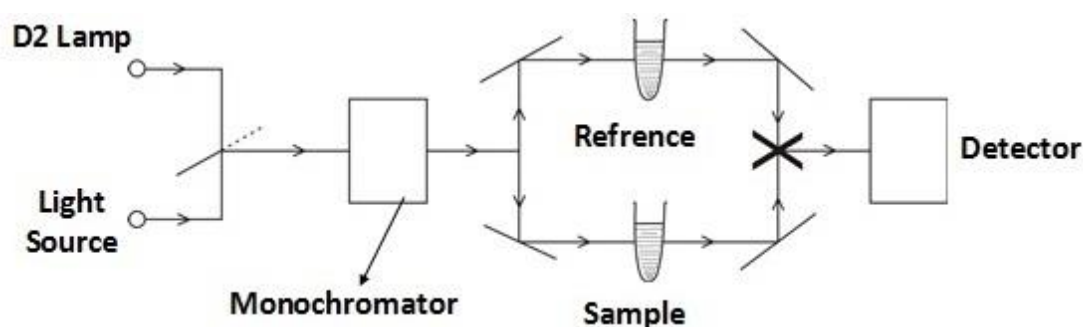 D2 Lamp
Light
Source
Monochromator
Refrence
Sample
Detector